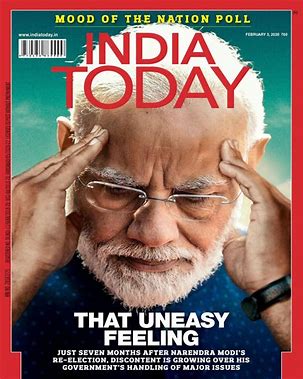 MOOD OF THE NATION POLL
www.indiatoday.in
FEBRUARY 3, 2020 ₹60
INDIA
TODAY
THAT UNEASY
FEELING
JUST SEVEN MONTHS AFTER NARENDRA MODI'S
RE-ELECTION, DISCONTENT IS GROWING OVER HIS
GOVERNMENT'S HANDLING OF MAJOR ISSUES